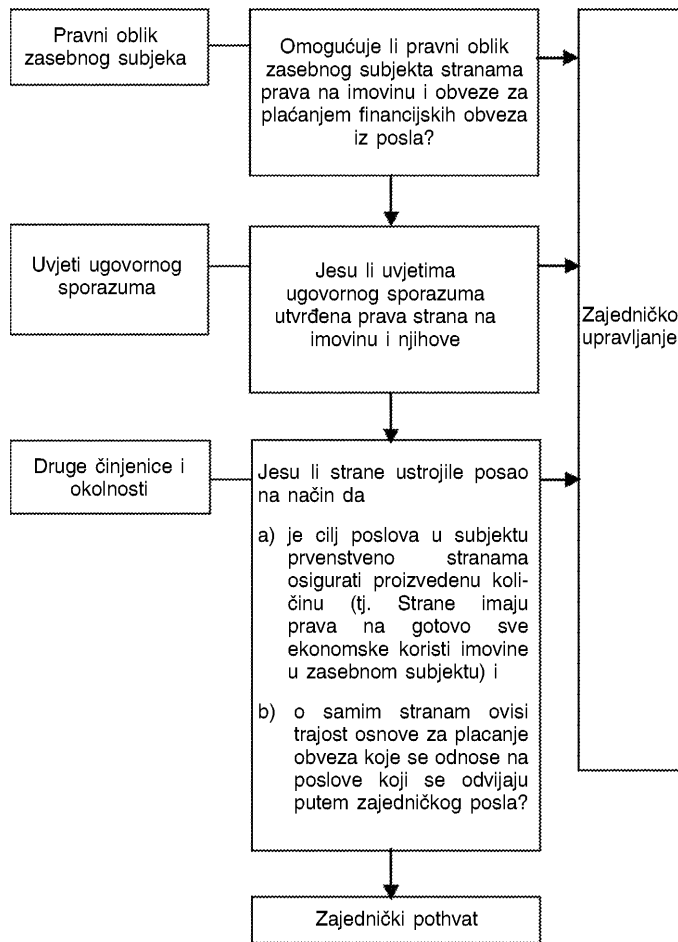 Pravni oblik
zasebnog subjeka
Omogućuje li pravni oblik
zasebnog subjekta stranama
prava na imovinu i obveze za
plaćanjem financijskih obveza
iz posla?
Uvjeti ugovornog
sporazuma
Jesu li uvjetima
ugovornog sporazuma
utvrđena prava strana na
imovinu i njihove
Zajedničko
upravljanje
Druge činjenice i
okolnosti
Jesu li strane ustrojile posao
na način da
a) je cilj poslova u subjektu
prvenstveno stranama
osigurati proizvedenu koli-
činu (tj. Strane imaju
prava na gotovo sve
ekonomske koristi imovine
u zasebnom subjektu) i
b) o samim stranam ovisi
trajost osnove za placanje
obveza koje se odnose na
poslove koji se odvijaju
putem zajedničkog posla?
Zajednički pothvat